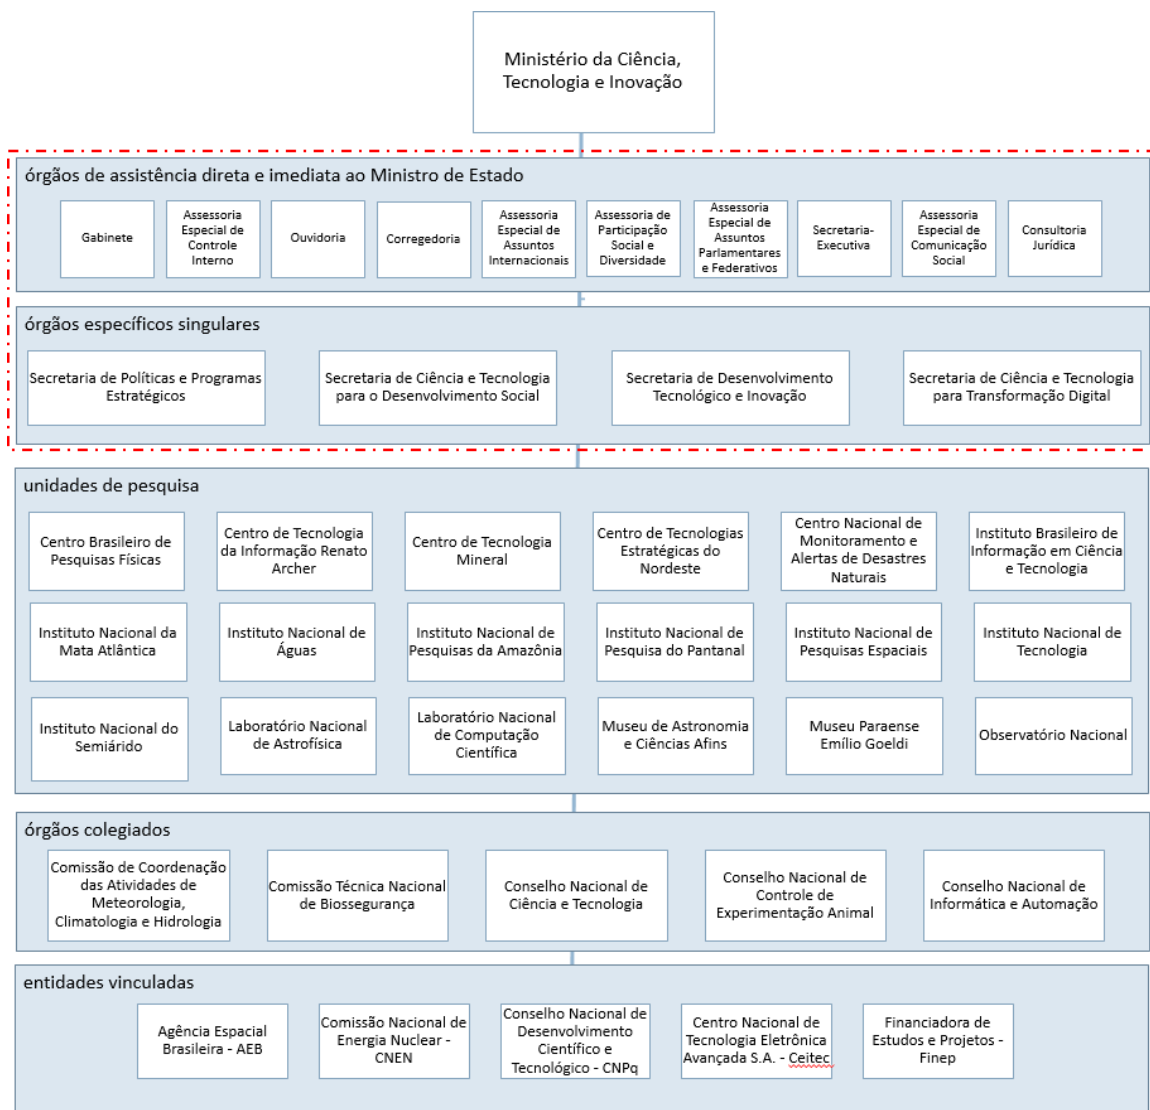 Ministério da Ciência,
Tecnologia e Inovação
órgãos de assistência direta e imediata ao Ministro de Estado
Gabinete
Assessoria
Especial de
Controle
Interno
Ouvidoria
Corregedoria
Assessoria
Especial de
Assuntos
Internacionais
Assessoria de
Participação
Social e
Diversidade
Assessoria
Especial de
Assuntos
Parlamentares
e Federativos
Secretaria-
Executiva
Assessoria
Especial de
Comunicação
Social
Consultoria
Jurídica
órgãos específicos singulares
Secretaria de Políticas e Programas
Estratégicos
Secretaria de Ciência e Tecnologia
para o Desenvolvimento Social
Secretaria de Desenvolvimento
Tecnológico e Inovação
Secretaria de Ciência e Tecnologia
para Transformação Digital
unidades de pesquisa
Centro Brasileiro de
Pesquisas Físicas
Centro de Tecnologia
da Informação Renato
Archer
Centro de Tecnologia
Mineral
Centro de Tecnologias
Estratégicas do
Nordeste
Centro Nacional de
Monitoramento e
Alertas de Desastres
Naturais
Instituto Brasileiro de
Informação em Ciência
e Tecnologia
Instituto Nacional da
Mata Atlântica
Instituto Nacional de
Águas
Instituto Nacional de
Pesquisas da Amazônia
Instituto Nacional de
Pesquisa do Pantanal
Instituto Nacional de
Pesquisas Espaciais
Instituto Nacional de
Tecnologia
Instituto Nacional do
Semiárido
Laboratório Nacional
de Astrofísica
Laboratório Nacional
de Computação
Científica
Museu de Astronomia
e Ciências Afins
Museu Paraense
Emílio Goeldi
Observatório Nacional
órgãos colegiados
Comissão de Coordenação
das Atividades de
Meteorologia,
Climatologia e Hidrologia
Comissão Técnica Nacional
de Biossegurança
Conselho Nacional de
Ciência e Tecnologia
Conselho Nacional de
Controle de
Experimentação Animal
Conselho Nacional de
Informática e Automação
entidades vinculadas
Agência Espacial
Brasileira - AEB
Comissão Nacional de
Energia Nuclear -
CNEN
Conselho Nacional de
Desenvolvimento
Científico e
Tecnológico - CNPq
Centro Nacional de
Tecnologia Eletrônica
Avançada S.A. - Ceitec
Financiadora de
Estudos e Projetos -
Finep